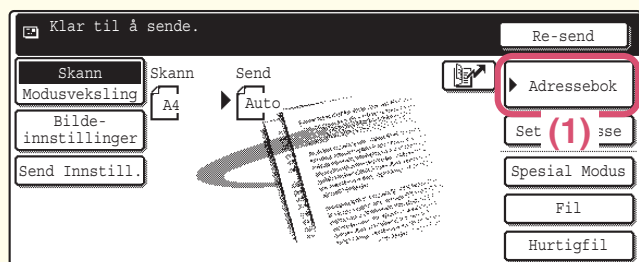 Klar til å sende.
Re-send
Skann
Modusveksling
Skann
A4
Send
Auto
Adressebok
Bilde-
innstillinger
(1)
Send Innstill.
Spesial Modus
Fil
Hurtigfil